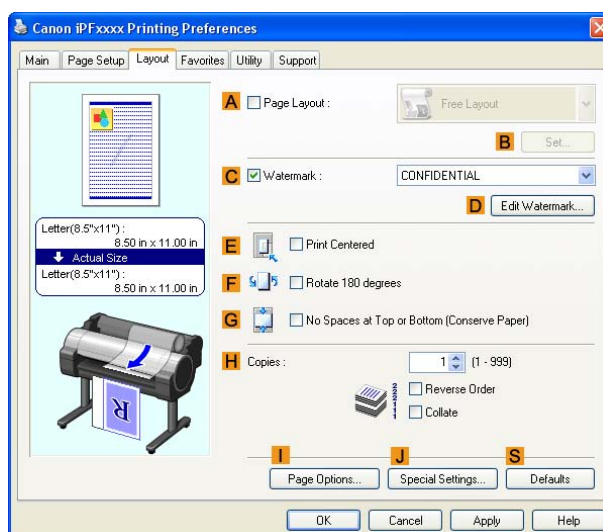 Canon iPFxxxx Printing Preferences
Main Page Setup Layout Favorites Utility Support
A Page Layout : Free Layout
B Set...
C Watermark : CONFIDENTIAL
D Edit Watermark...
Letter(8.5"x11") :
8.50 in x 11.00 in
Actual Size
Letter(8.5"x11") :
8.50 in x 11.00 in
E Print Centered
F Rotate 180 degrees
G No Spaces at Top or Bottom (Conserve Paper)
H Copies : 1 (1 - 999)
Reverse Order
Collate
R
I J S
Page Options... Special Settings... Defaults
OK Cancel Apply Help